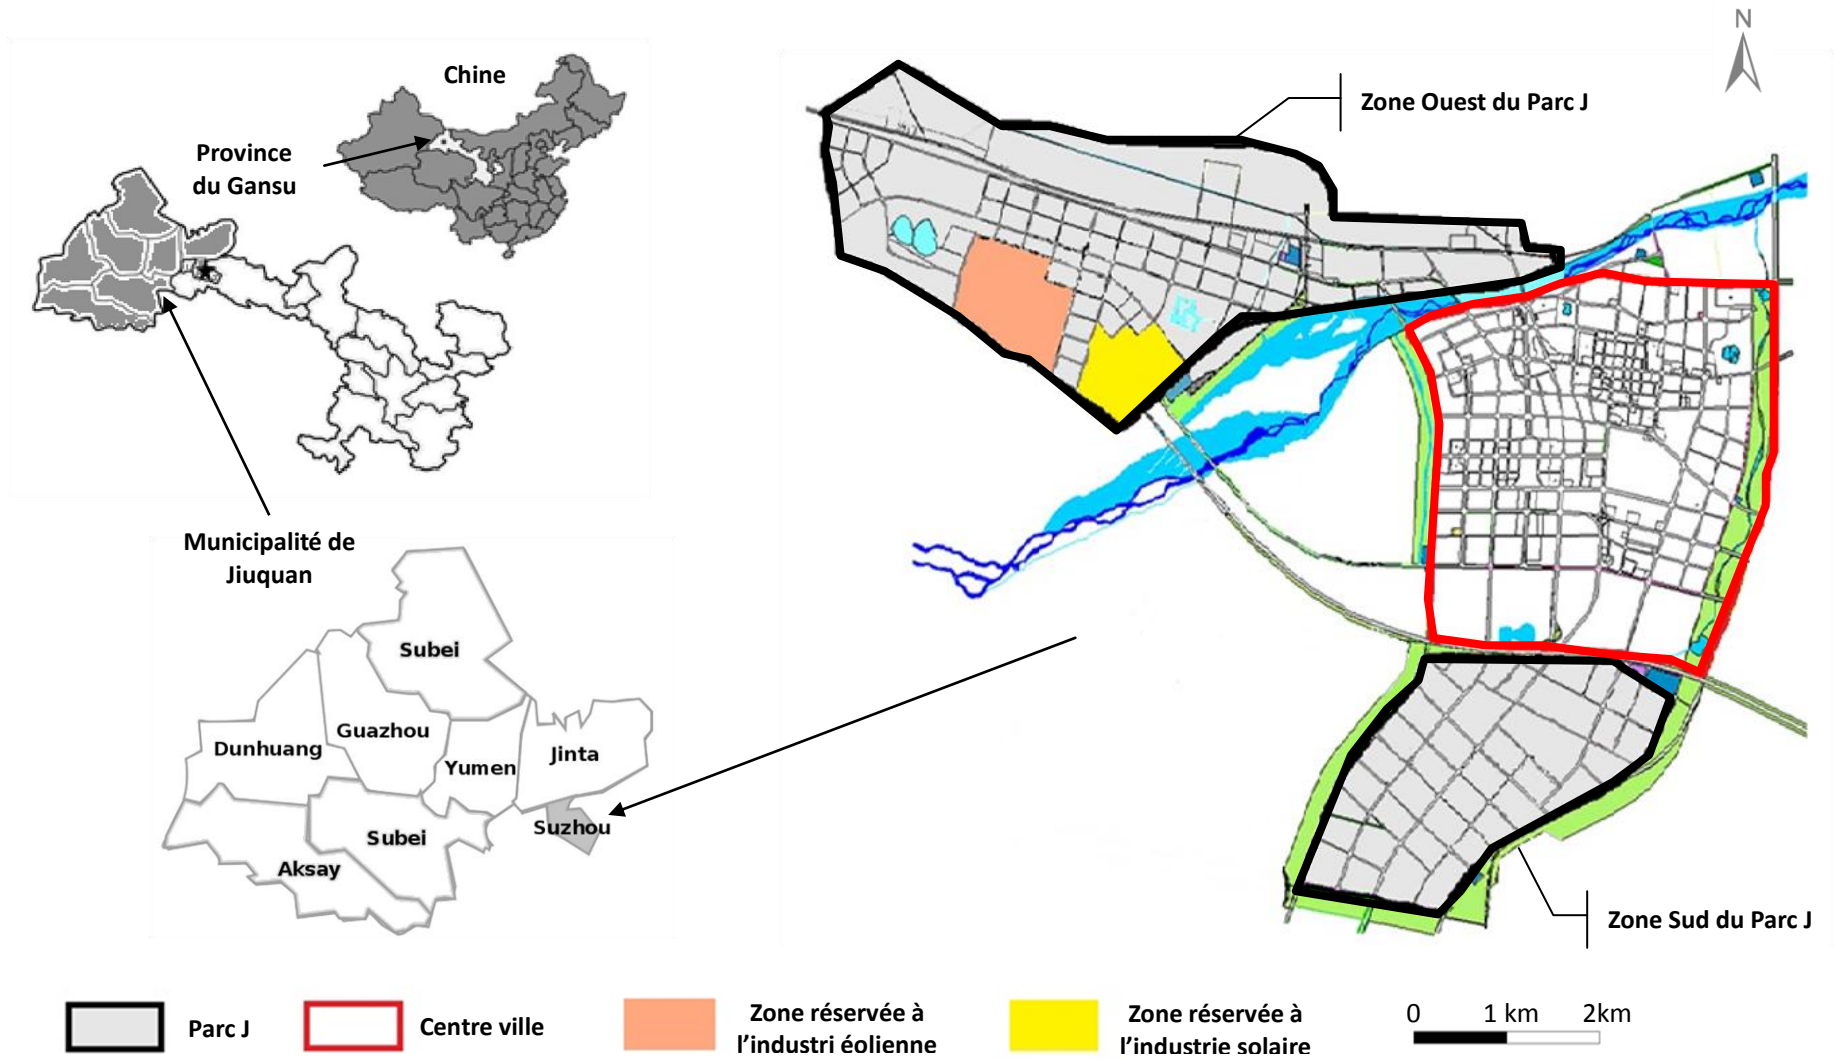 N
Chine
Zone Ouest du Parc J
Province
du Gansu
Municipalité de
Jiuquan
Subei
Guazhou
Dunhuang
Yumen
Jinta
Suzhou
Subei
Aksay
Zone Sud du Parc J
Parc J
Centre ville
Zone réservée à
l'industri éolienne
Zone réservée à
l'industrie solaire
0 1 km 2km